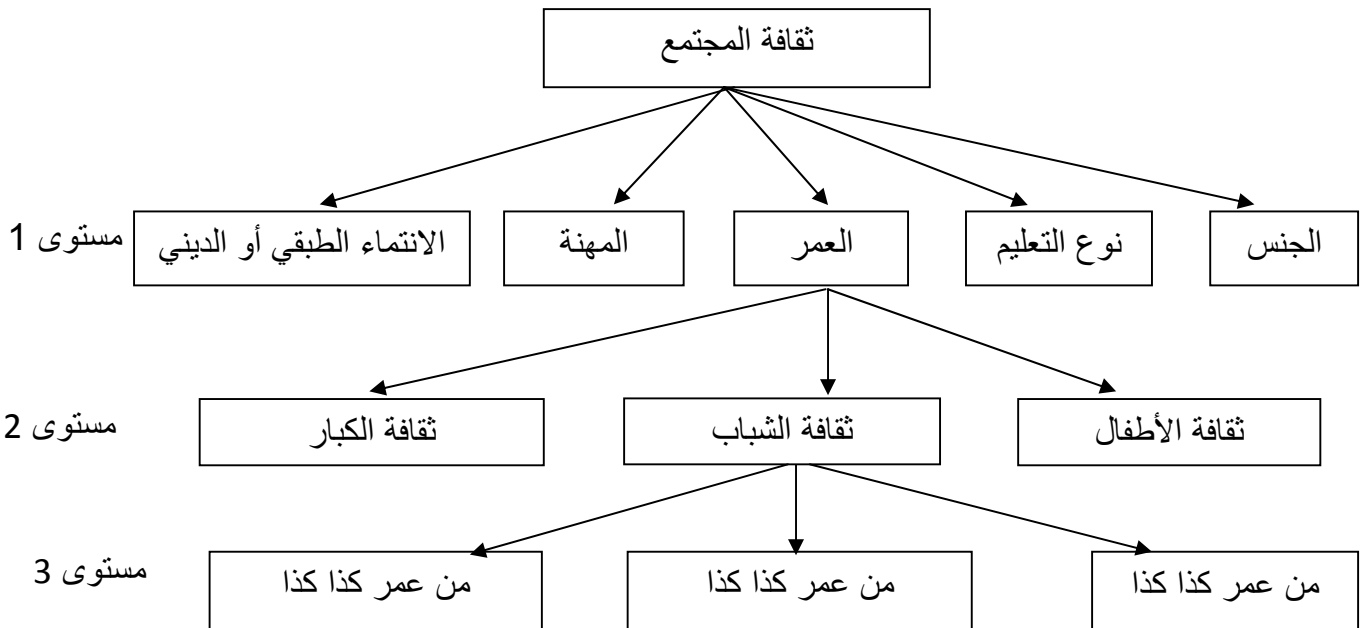 ثقافة المجتمع
الجنس
نوع التعليم
العمر
المهنة
الانتماء الطبقي أو الديني
مستوى 1
ثقافة الأطفال
ثقافة الشباب
ثقافة الكبار
مستوى 2
من عمر كذا كذا
من عمر كذا كذا
من عمر كذا كذا
مستوى 3